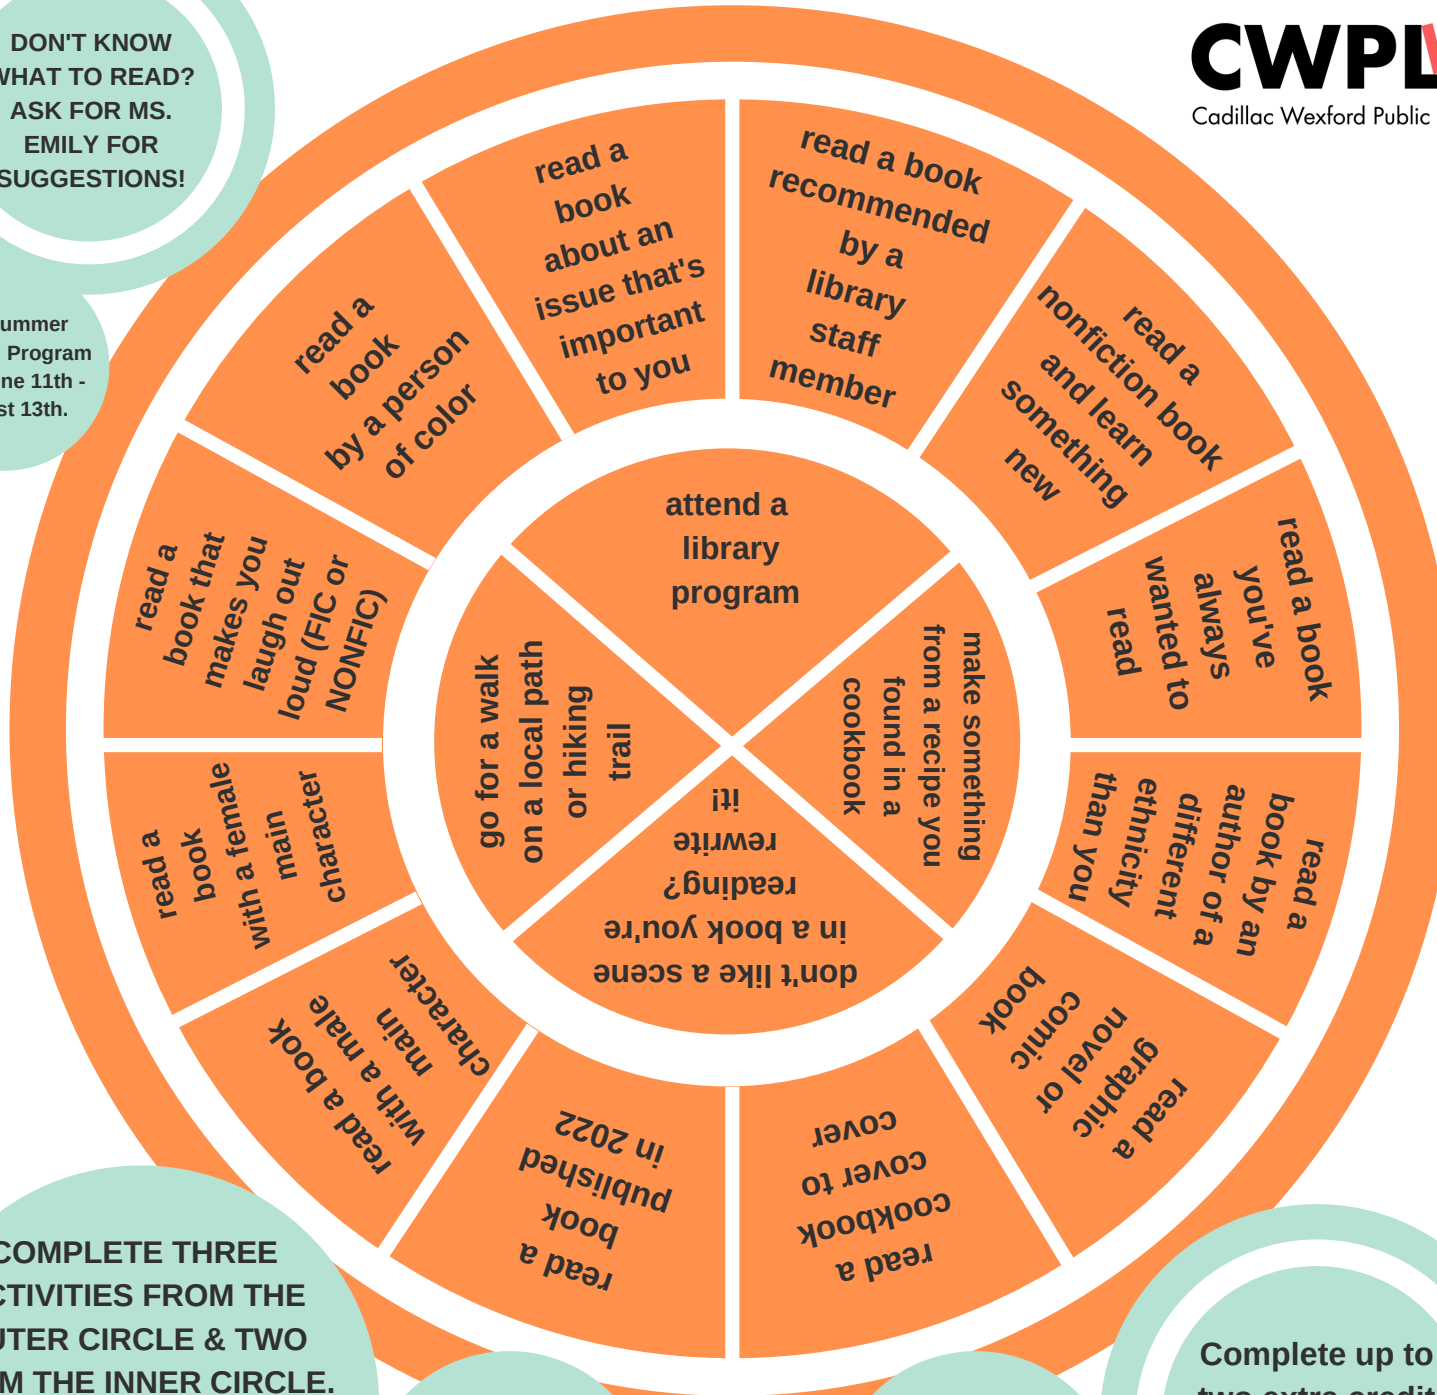 DON'T KNOW
WHAT TO READ?
ASK FOR MS.
EMILY FOR
SUGGESTIONS!
CWPL
Cadillac Wexford Public
Program
13th.
read a
book
about an
issue that's
important
to you
read a book
recommended
by a
library
staff
member
read a
nonfiction book
and learn
something
new
read a book
you've
always
wanted to
read
read a
book by an
author of a
different
ethnicity
than you
read a
graphic
novel or
comic
book
read a
cookbook
cover to
cover
read a
book
published
in 2022
read a book
with a male
main
character
read a
book
with a female
main
character
read a
book that
makes you
laugh out
loud (FIC or
NONFIC)
read a
book
by a person
of color
attend a
library
program
make something
from a recipe you
found in a
cookbook
don't like a scene
in a book you're
reading?
rewrite
it!
go for a walk
on a local path
or hiking
trail
COMPLETE THREE
FROM THE
CIRCLE & TWO
THE INNER CIRCLE.
Complete up to
two extra credit